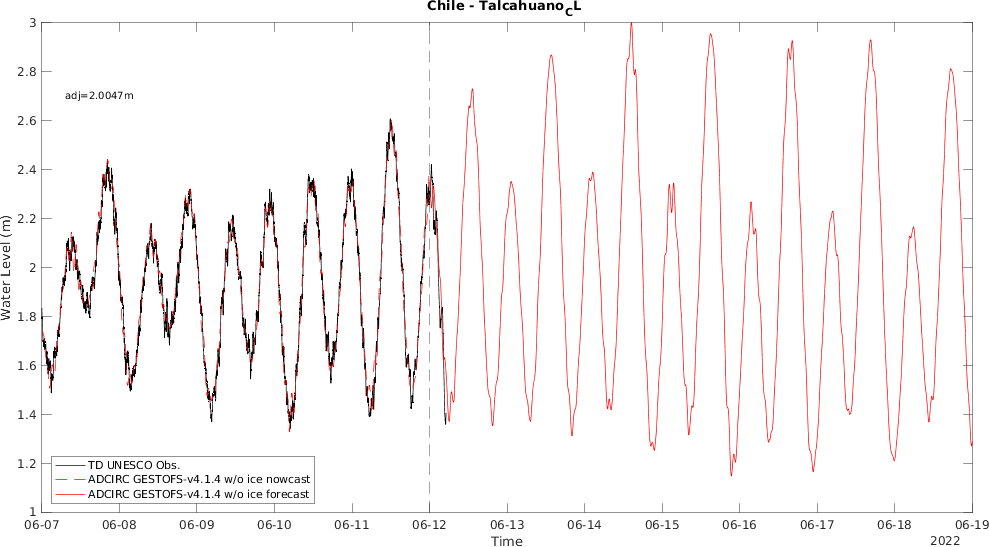 Chile - TalcahuanoCL
3
2.8
2.6
2.4
2.2
2
1.8
1.6
1.4
1.2
1
Water Level (m)
adj=2.0047m
TD UNESCO Obs.
ADCIRC GESTOFS-v4.1.4 w/o ice nowcast
ADCIRC GESTOFS-v4.1.4 w/o ice forecast
06-07 06-08 06-09 06-10 06-11 06-12 06-13 06-14 06-15 06-16 06-17 06-18 06-19
Time
2022